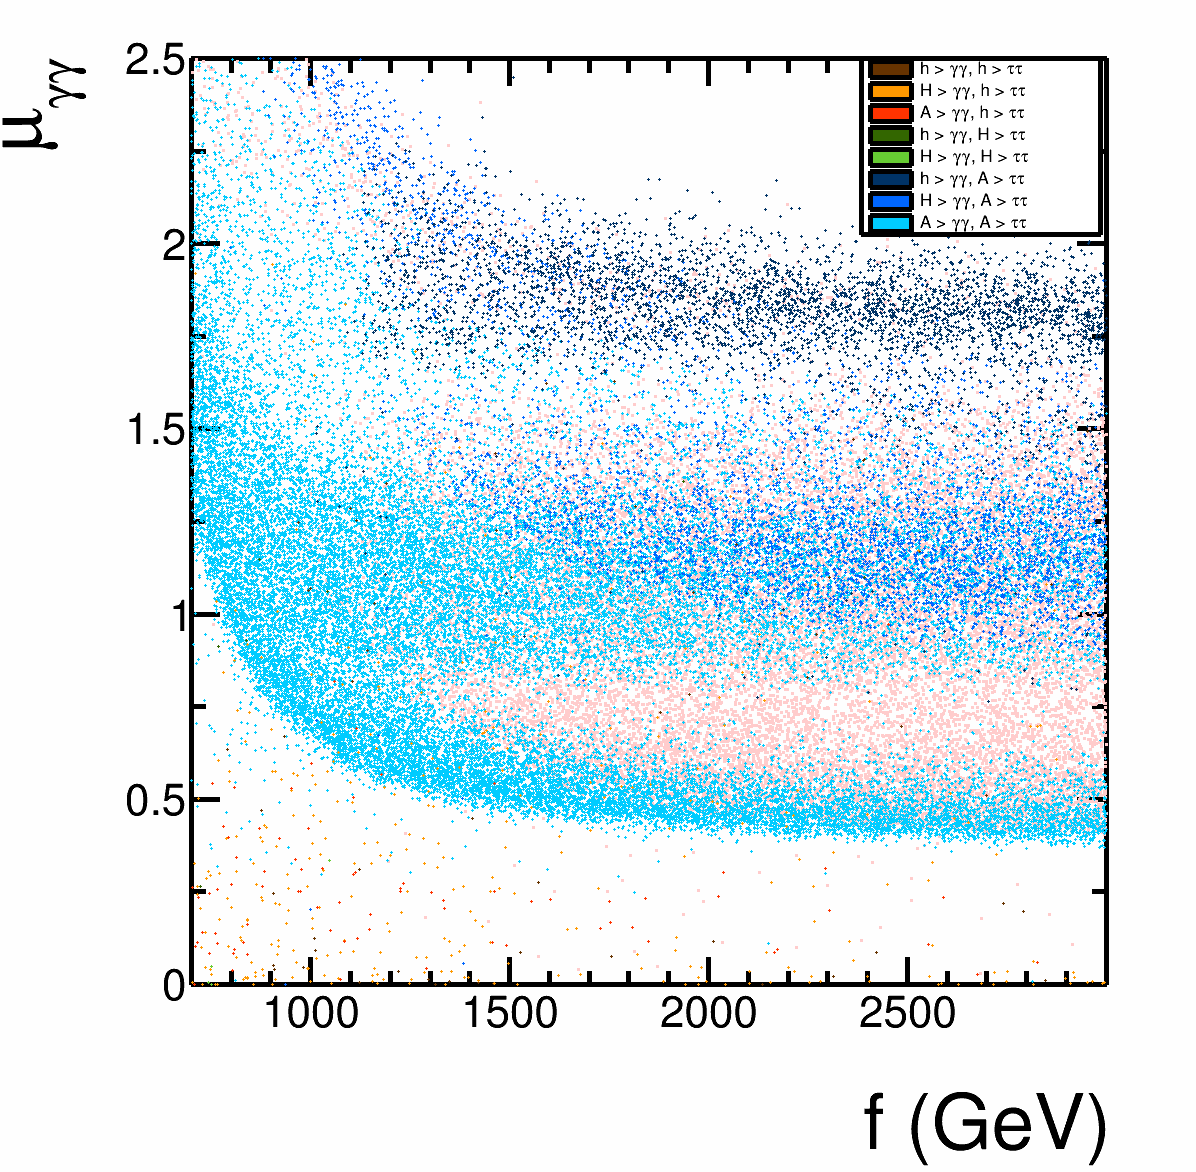 μγγ
2.5
2
1.5
1
0.5
0
1000 1500 2000 2500
f (GeV)
h > γγ, h > ττ
H > γγ, h > ττ
A > γγ, h > ττ
h > γγ, H > ττ
H > γγ, H > ττ
h > γγ, A > ττ
H > γγ, A > ττ
A > γγ, A > ττ